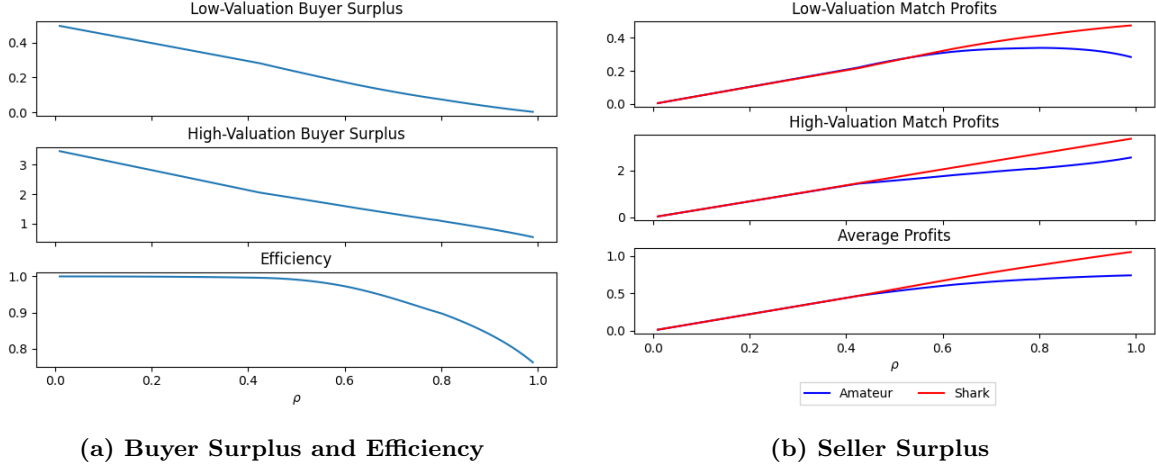 Low-Valuation Buyer Surplus
0.4
0.2
0.0
High-Valuation Buyer Surplus
3
2
1
Efficiency
1.0
0.9
0.8
0.0 0.2 0.4 0.6 0.8 1.0
ρ
(a) Buyer Surplus and Efficiency
Low-Valuation Match Profits
0.4
0.2
0.0
High-Valuation Match Profits
2
0
Average Profits
1.0
0.5
0.0
0.0 0.2 0.4 0.6 0.8 1.0
ρ
Amateur Shark
(b) Seller Surplus